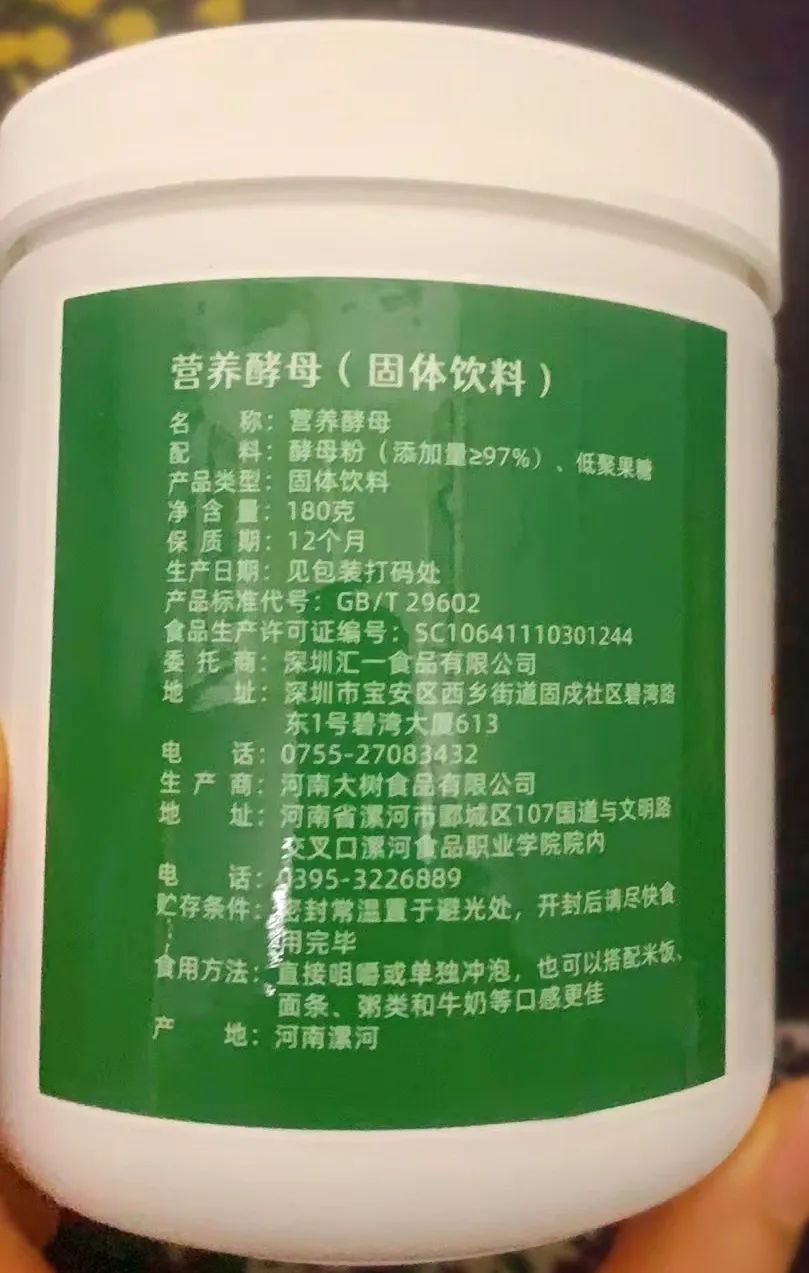 营养酵母(固体饮料)
名 称:营养酵母
配 料:酵母粉(添加量≥97%)、低聚果糖
产品类型:固体饮料
净含量:180克
保质期:12个月
生产日期:见包装打码处
产品标准代号:GB/T 29602
食品生产许可证编号:SC10641110301244
委托商:深圳汇一食品有限公司
地 址:深圳市宝安区西乡街道固戍社区碧湾路
东1号碧湾大厦613
电 话:0755-27083432
生产商:河南大树食品有限公司
地 址:河南省漯河市郾城区107国道与文明路
交叉口漯河食品职业学院院内
电 话:0395-3226889
贮存条件:密封常温置于避光处,开封后请尽快食
用完毕
食用方法:直接咀嚼或单独冲泡,也可以搭配米饭、
面条、粥类和牛奶等口感更佳
产 地:河南漯河